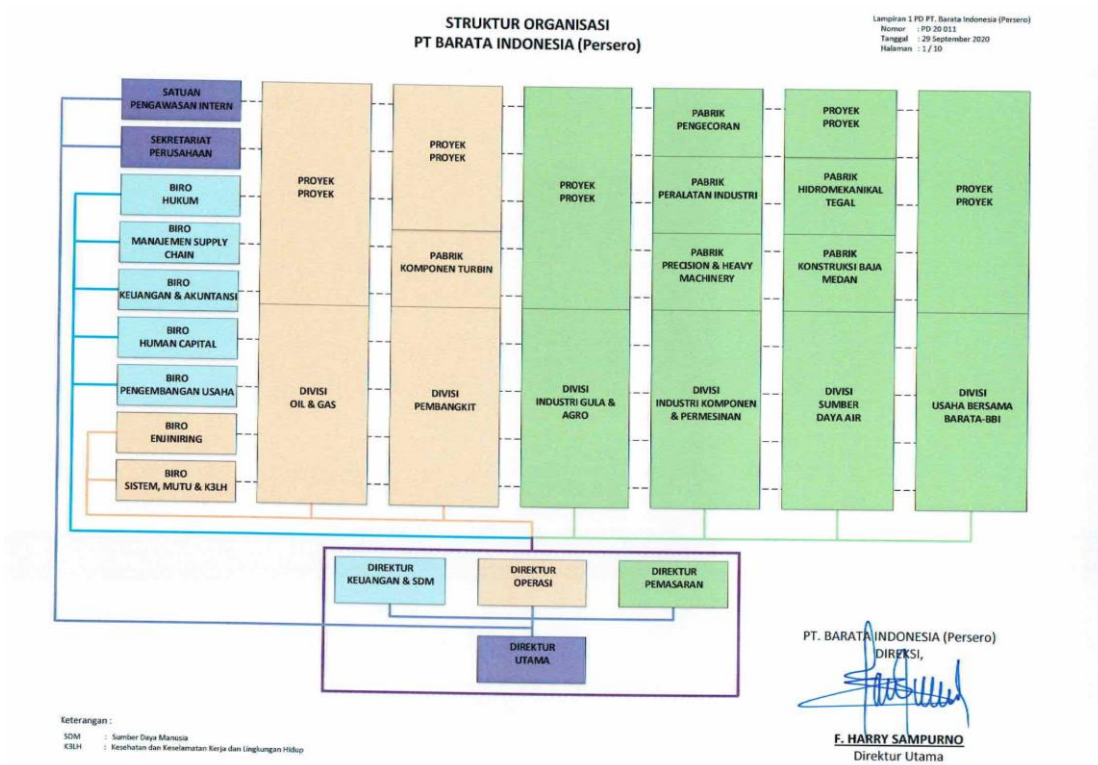 STRUKTUR ORGANISASI
PT BARATA INDONESIA (Persero)
Lampiran 1 PD PT. Barata Indonesia (Persero)
Nomor : PD 20 011
Tanggal : 29 September 2020
Halaman : 1 / 10
SATUAN
PENGAWASAN INTERN
SEKRETARIAT
PERUSAHAAN
BIRO
HUKUM
BIRO
MANAJEMEN SUPPLY
CHAIN
BIRO
KEUANGAN & AKUNTANSI
BIRO
HUMAN CAPITAL
BIRO
PENGEMBANGAN USAHA
BIRO
ENJINIRING
BIRO
SISTEM, MUTU & K3LH
PROYEK
PROYEK
DIVISI
OIL & GAS
PROYEK
PROYEK
PABRIK
KOMPONEN TURBIN
DIVISI
PEMBANGKIT
PROYEK
PROYEK
DIVISI
INDUSTRI GULA &
AGRO
PABRIK
PENGECORAN
PABRIK
PERALATAN INDUSTRI
PABRIK
PRECISION & HEAVY
MACHINERY
DIVISI
INDUSTRI KOMPONEN
& PERMESINAN
PROYEK
PROYEK
PABRIK
HIDROMEKANIKAL
TEGAL
PABRIK
KONSTRUKSI BAJA
MEDAN
DIVISI
SUMBER
DAYA AIR
PROYEK
PROYEK
DIVISI
USAHA BERSAMA
BARATA-BBI
DIREKTUR
KEUANGAN & SDM
DIREKTUR
OPERASI
DIREKTUR
PEMASARAN
DIREKTUR
UTAMA
PT. BARATA INDONESIA (Persero)
DIREKSI,
F. HARRY SAMPURNO
Direktur Utama
Keterangan :
SDM : Sumber Daya Manusia
K3LH : Kesehatan dan Keselamatan Kerja dan Lingkungan Hidup